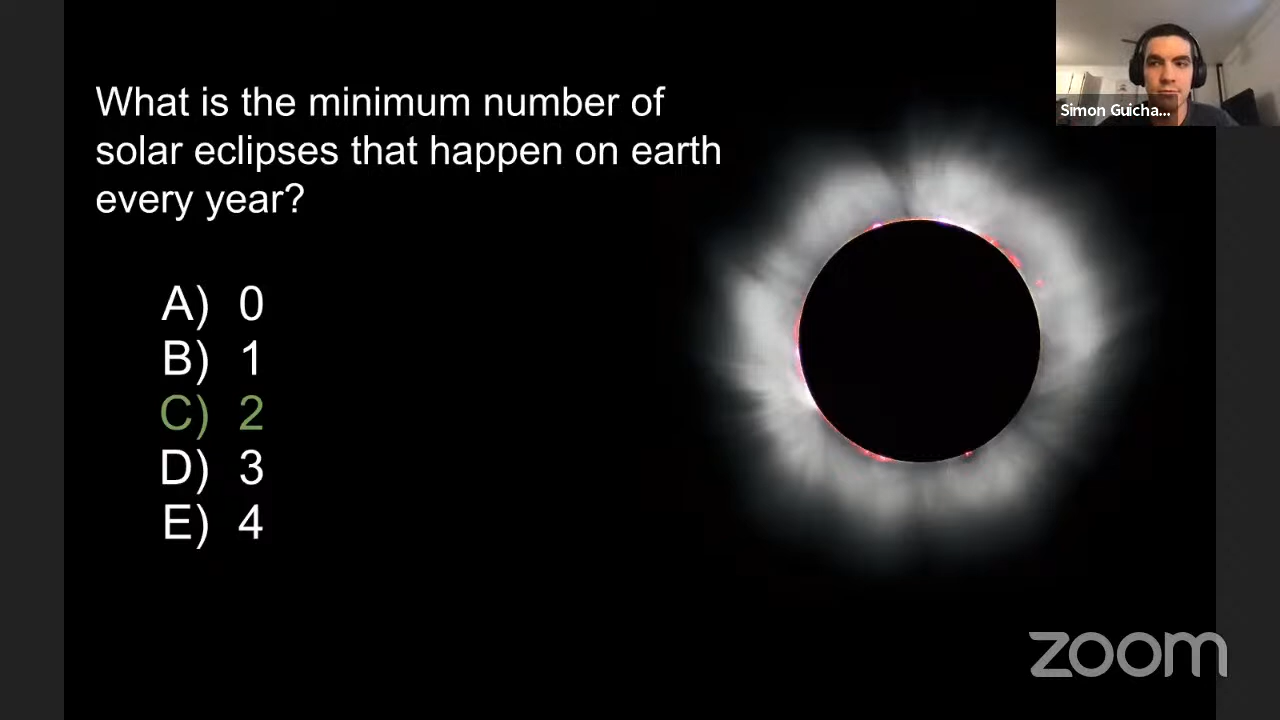 What is the minimum number of
solar eclipses that happen on earth
every year?
A) 0
B) 1
C) 2
D) 3
E) 4
Simon Guicha...
zoom